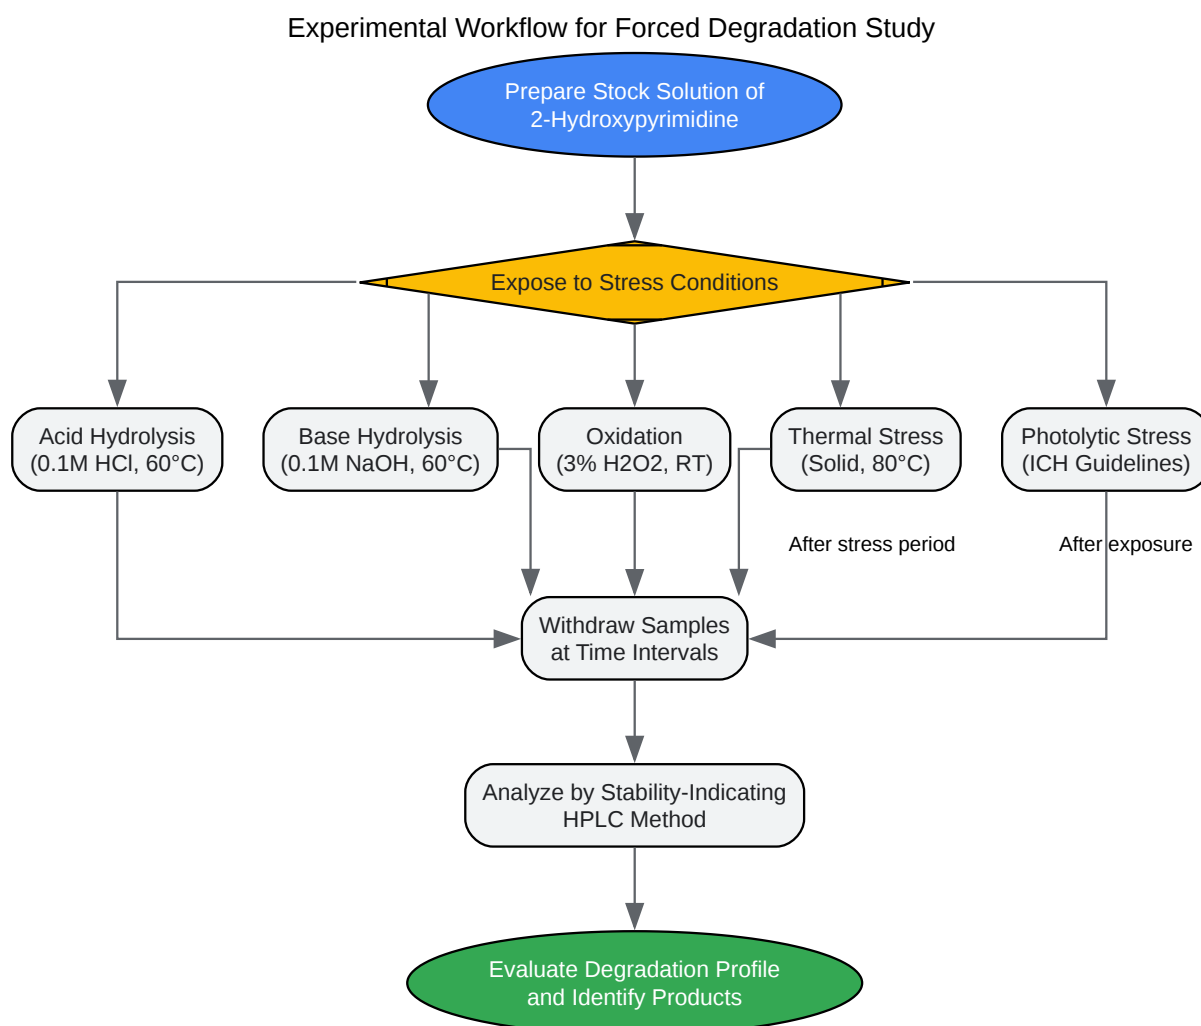 Experimental Workflow for Forced Degradation Study
Prepare Stock Solution of
2-Hydroxypyrimidine
Expose to Stress Conditions
Acid Hydrolysis
(0.1M HCl, 60°C)
Base Hydrolysis
(0.1M NaOH, 60°C)
Oxidation
(3% H2O2, RT)
Thermal Stress
(Solid, 80°C)
Photolytic Stress
(ICH Guidelines)
After stress period
After exposure
Withdraw Samples
at Time Intervals
Analyze by Stability-Indicating
HPLC Method
Evaluate Degradation Profile
and Identify Products